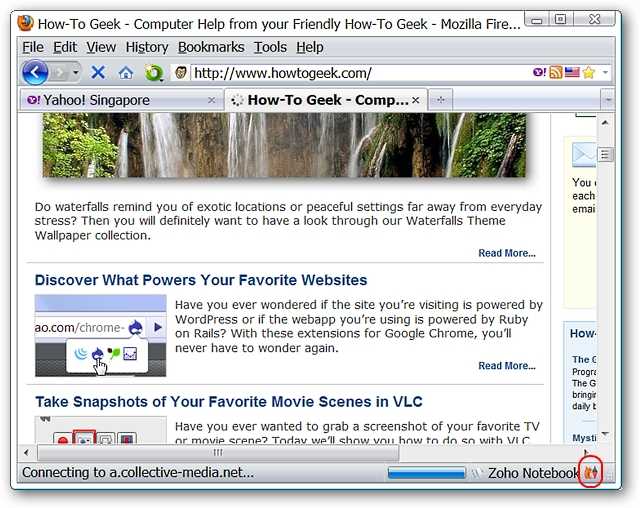 How-To Geek - Computer Help from your Friendly How-To Geek - Mozilla Fire...
File Edit View History Bookmarks Tools Help
http://www.howtogeek.com/
Y! Yahoo! Singapore
How-To Geek - Comp...
Do waterfalls remind you of exotic locations or peaceful settings far away from everyday
stress? Then you will definitely want to have a look through our Waterfalls Theme
Wallpaper collection.
Read More...
Discover What Powers Your Favorite Websites
ao.com/chrome-
Have you ever wondered if the site you're visiting is powered by
WordPress or if the webapp you're using is powered by Ruby
on Rails? With these extensions for Google Chrome, you'll
never have to wonder again.
Read More...
Take Snapshots of Your Favorite Movie Scenes in VLC
Have you ever wanted to grab a screenshot of your favorite TV
or movie scene? Today we'll show you how to do so with VLC
You
each
emai
How-
The G
Progra
The G
bringin
daily b
Mysti
Connecting to a.collective-media.net...
Zoho Notebook